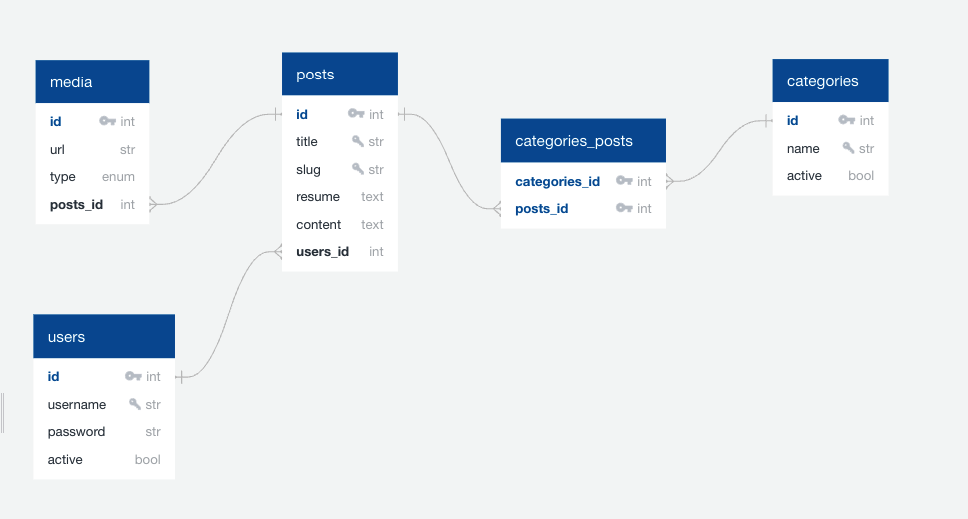 media
id int
url str
type enum
posts_id int
posts
id int
title str
slug str
resume text
content text
users_id int
categories_posts
categories_id int
posts_id int
categories
id int
name str
active bool
users
id int
username str
password str
active bool